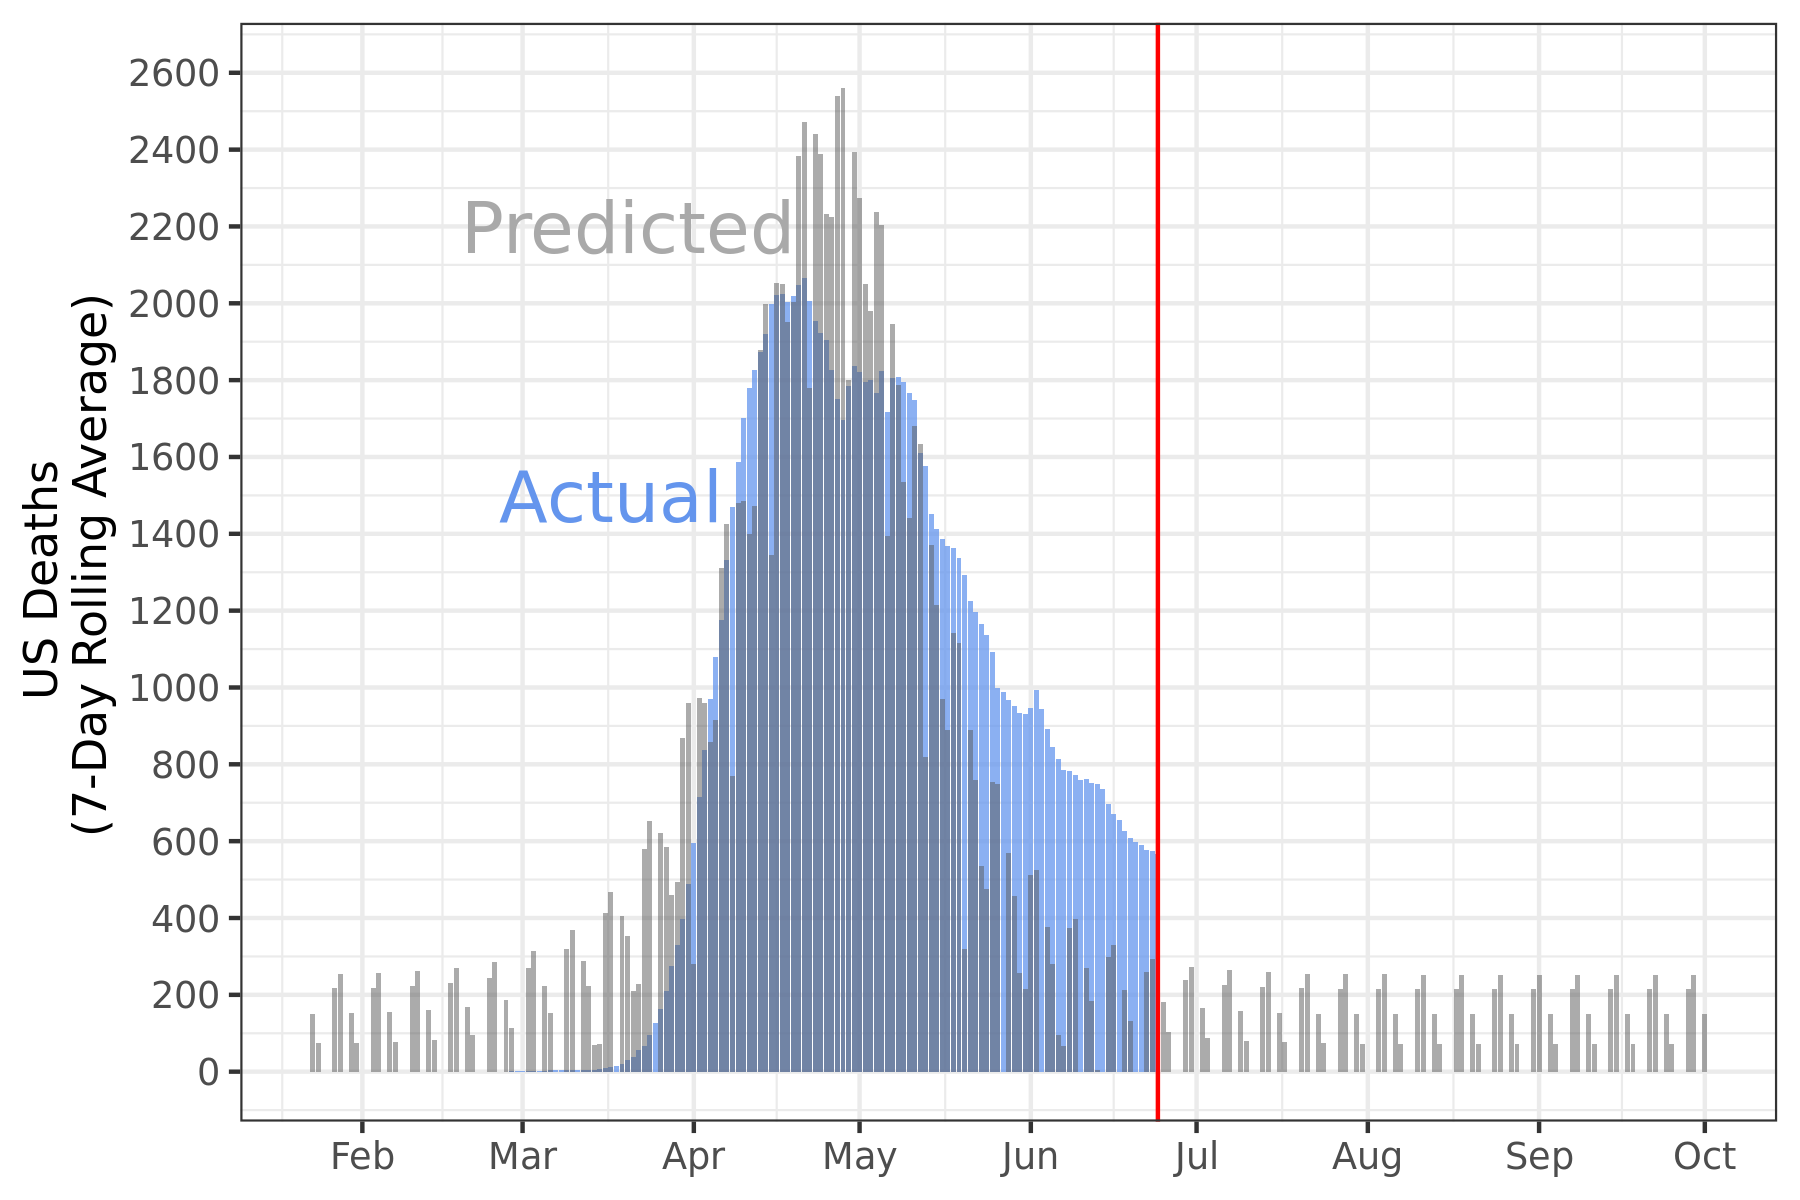 US Deaths
(7-Day Rolling Average)
2600
2400
2200
2000
1800
1600
1400
1200
1000
800
600
400
200
0
Predicted
Actual
Feb Mar Apr May Jun Jul Aug Sep Oct